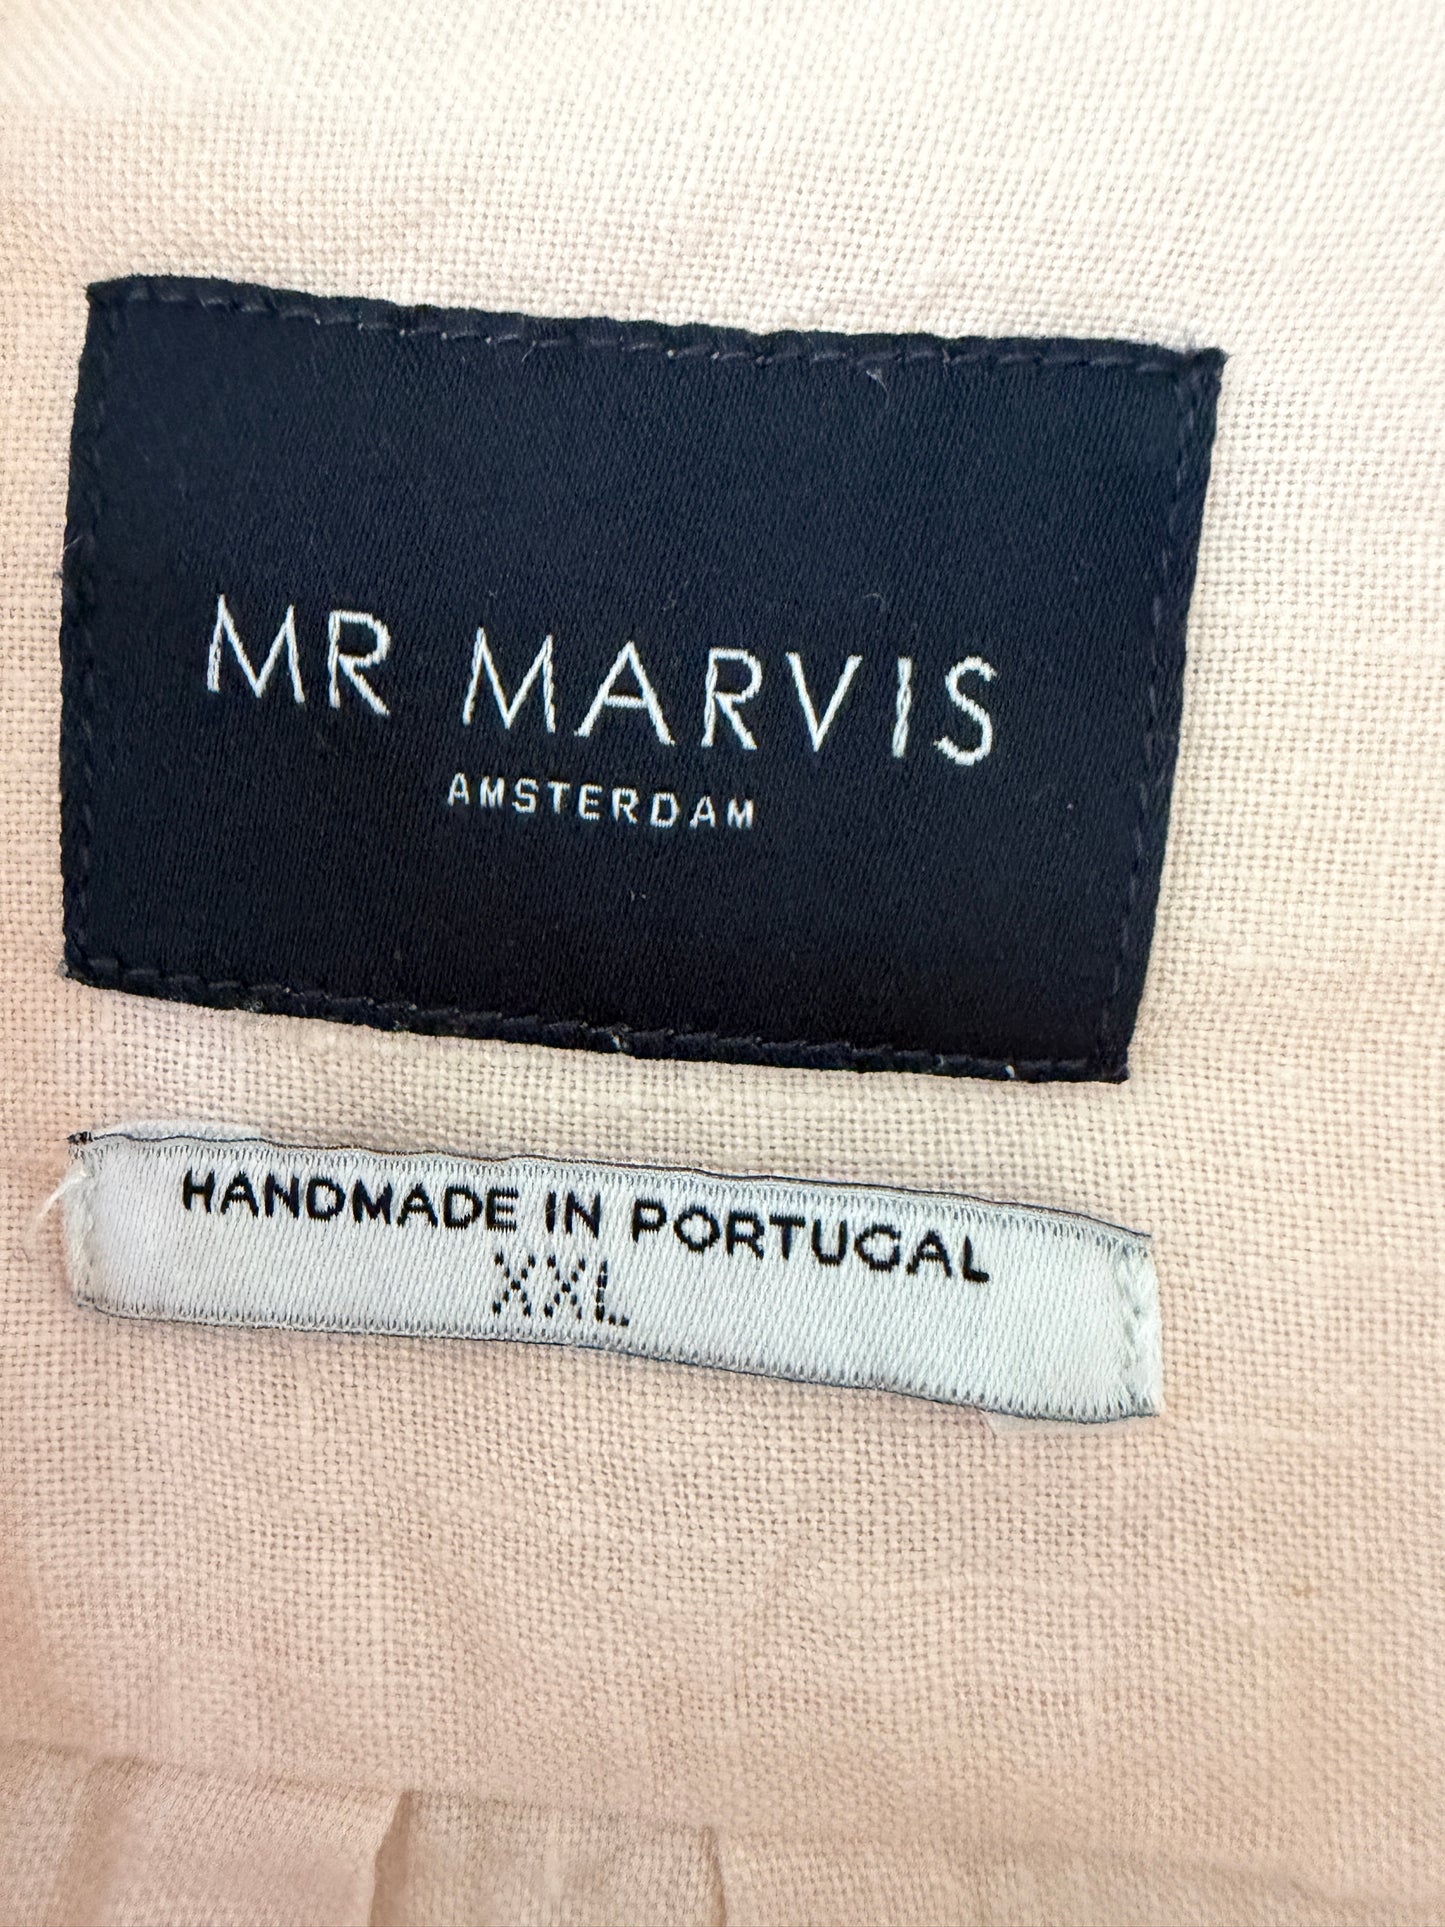 MR MARVIS
AMSTERDAM
HANDMADE IN PORTUGAL
XXL